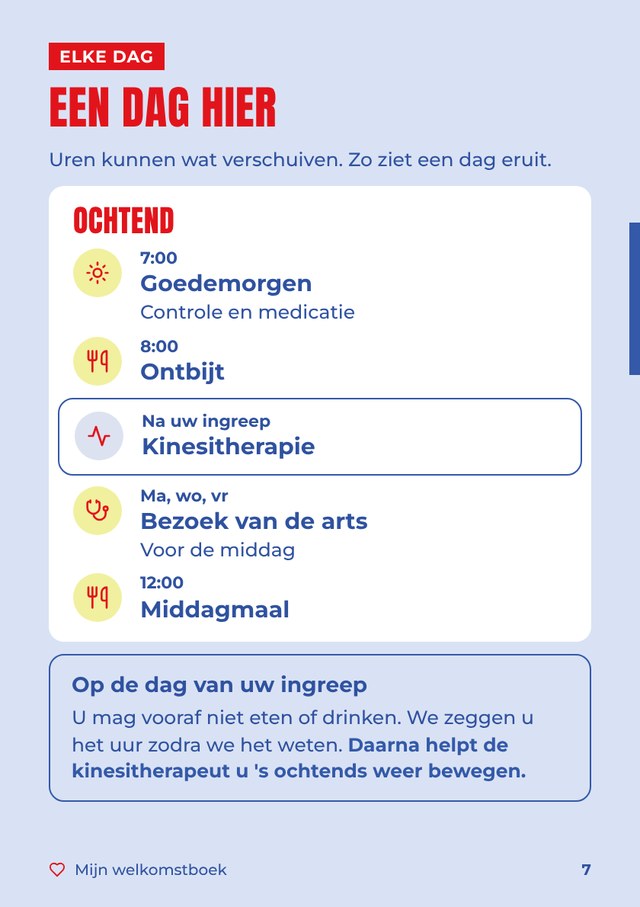 ELKE DAG
EEN DAG HIER
Uren kunnen wat verschuiven. Zo ziet een dag eruit.
OCHTEND
7:00
Goedemorgen
Controle en medicatie
8:00
Ontbijt
Na uw ingreep
Kinesitherapie
Ma, wo, vr
Bezoek van de arts
Voor de middag
12:00
Middagmaal
Op de dag van uw ingreep
U mag vooraf niet eten of drinken. We zeggen u
het uur zodra we het weten. Daarna helpt de
kinesitherapeut u 's ochtends weer bewegen.
Mijn welkomstboek
7